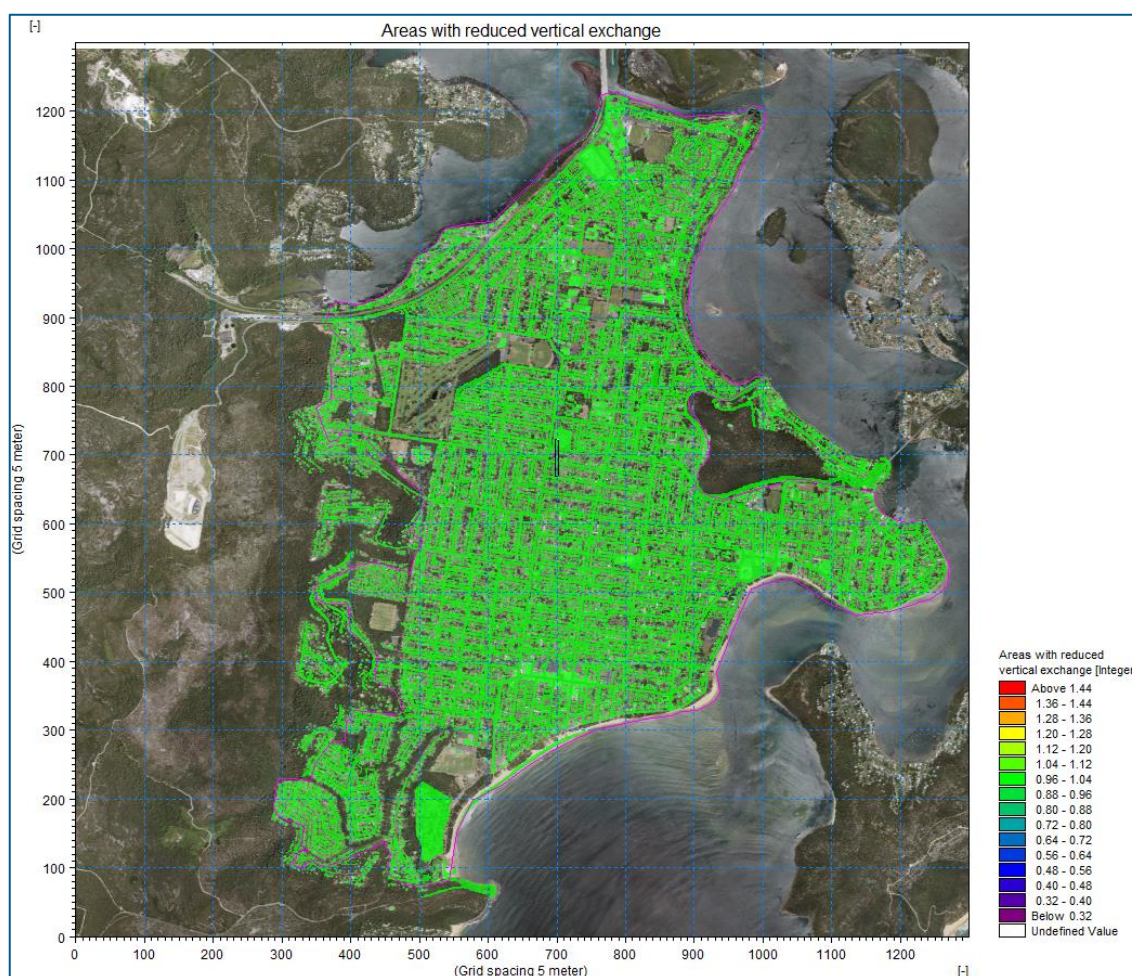 [-]
Areas with reduced vertical exchange
1200
1100
1000
900
800
700
600
500
400
300
200
100
0
(Grid spacing 5 meter)
0 100 200 300 400 500 600 700 800 900 1000 1100 1200
(Grid spacing 5 meter)
[-]
Areas with reduced
vertical exchange [Integer
Above 1.44
1.36 - 1.44
1.28 - 1.36
1.20 - 1.28
1.12 - 1.20
1.04 - 1.12
0.96 - 1.04
0.88 - 0.96
0.80 - 0.88
0.72 - 0.80
0.64 - 0.72
0.56 - 0.64
0.48 - 0.56
0.40 - 0.48
0.32 - 0.40
Below 0.32
Undefined Value